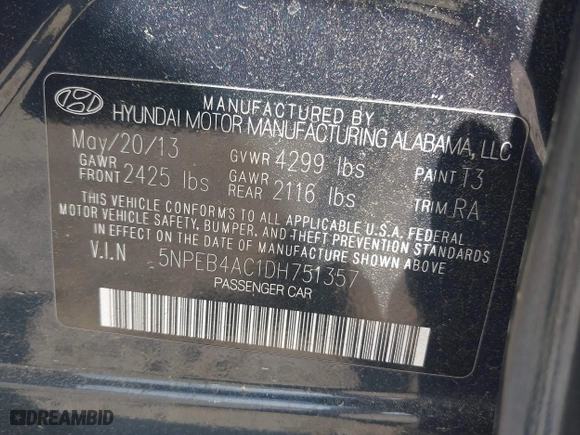 MANUFACTURED BY
HYUNDAI MOTOR MANUFACTURING ALABAMA, LLC
May/20/13 GVWR 4299 lbs PAINT T3
GAWR FRONT 2425 lbs GAWR REAR 2116 lbs TRIM RA
THIS VEHICLE CONFORMS TO ALL APPLICABLE U.S.A. FEDERAL
MOTOR VEHICLE SAFETY, BUMPER, AND THEFT PREVENTION STANDARDS
IN EFFECT ON THE DATE OF MANUFACTURE SHOWN ABOVE
V.I.N 5NPEB4AC1DH751357
PASSENGER CAR
DREAMBID